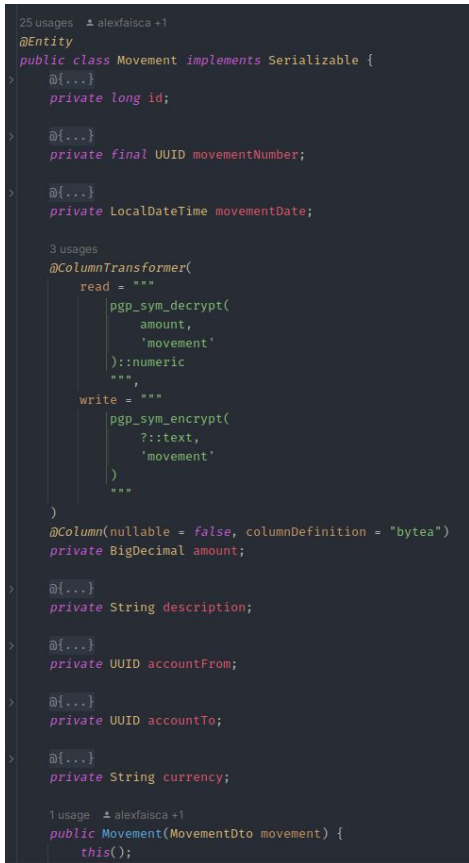 25 usages alexfaisca +1
@Entity
public class Movement implements Serializable {
@{...}
private long id;
@{...}
private final UUID movementNumber;
@{...}
private LocalDateTime movementDate;
3 usages
@ColumnTransformer(
read = """
pgp_sym_decrypt(
amount,
'movement'
)::numeric
""",
write = """
pgp_sym_encrypt(
?::text,
'movement'
)
"""
)
@Column(nullable = false, columnDefinition = "bytea")
private BigDecimal amount;
@{...}
private String description;
@{...}
private UUID accountFrom;
@{...}
private UUID accountTo;
@{...}
private String currency;
1 usage alexfaisca +1
public Movement(MovementDto movement) {
this();